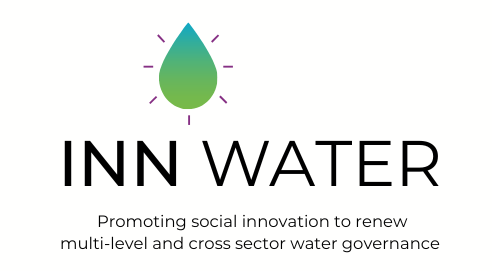 INN WATER
Promoting social innovation to renew
multi-level and cross sector water governance